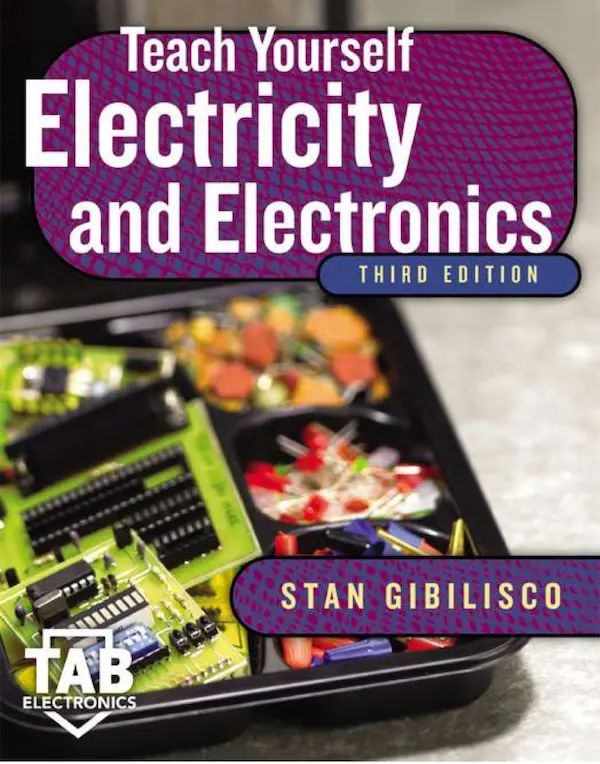 Teach Yourself
Electricity
and Electronics
THIRD EDITION
STAN GIBILISCO
TAB
ELECTRONICS